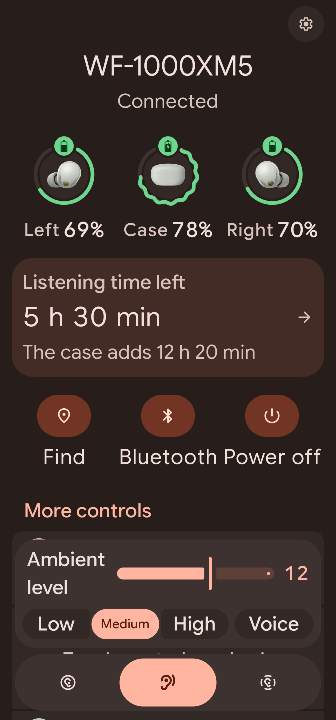 WF-1000XM5
Connected
Left 69% Case 78% Right 70%
Listening time left
5 h 30 min
The case adds 12 h 20 min
Find Bluetooth Power off
More controls
Ambient level 12
Low Medium High Voice